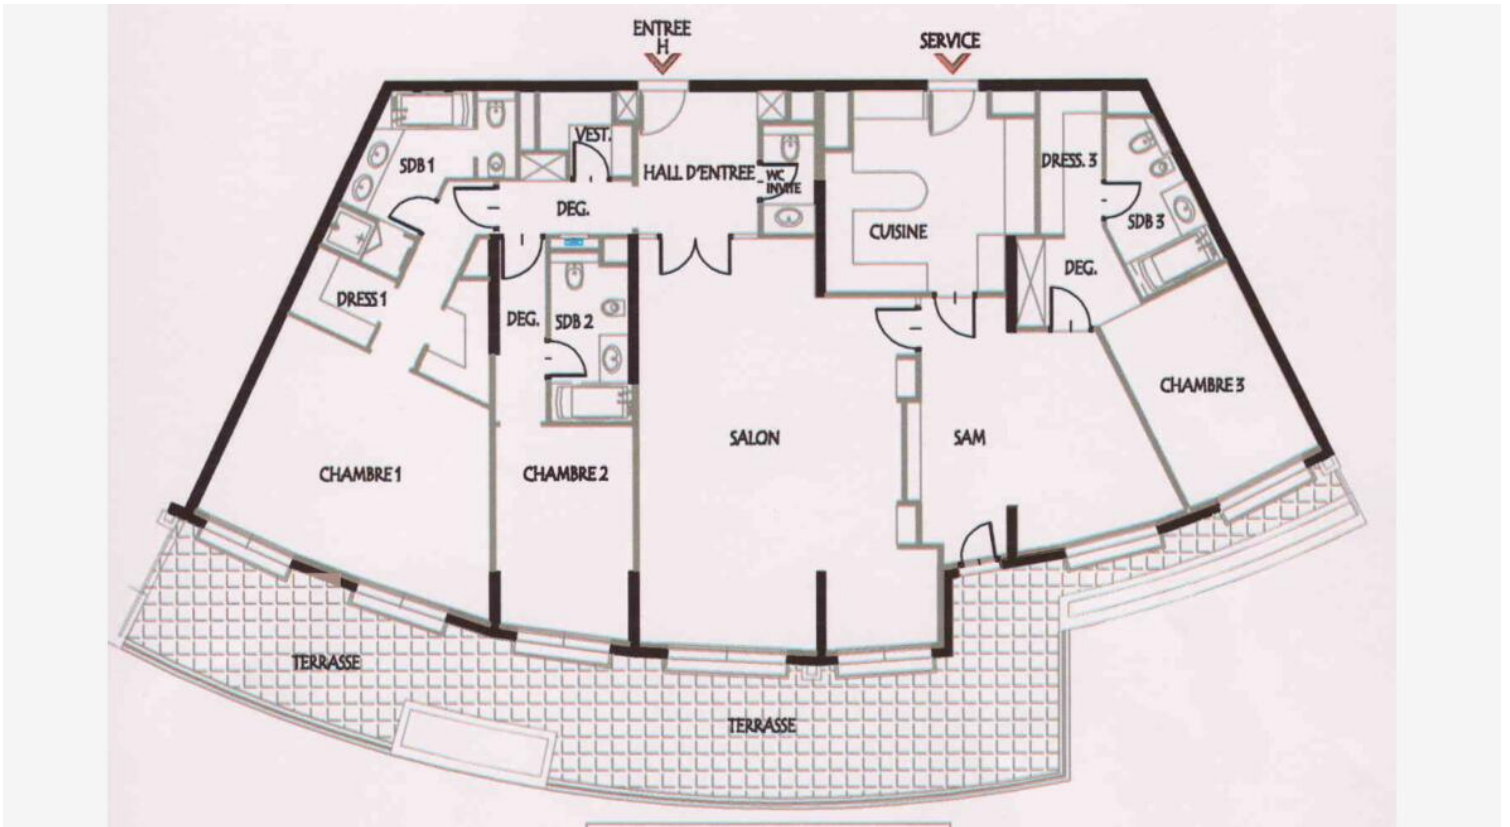 ENTREE
H
SERVICE
VEST.
SDB 1
HALL D'ENTREE
WC
INVITE
DRESS. 3
DEG.
CUISINE
SDB 3
DEG.
DRESS 1
DEG.
SDB 2
CHAMBRE 3
SALON
SAM
CHAMBRE 1
CHAMBRE 2
TERRASSE
TERRASSE